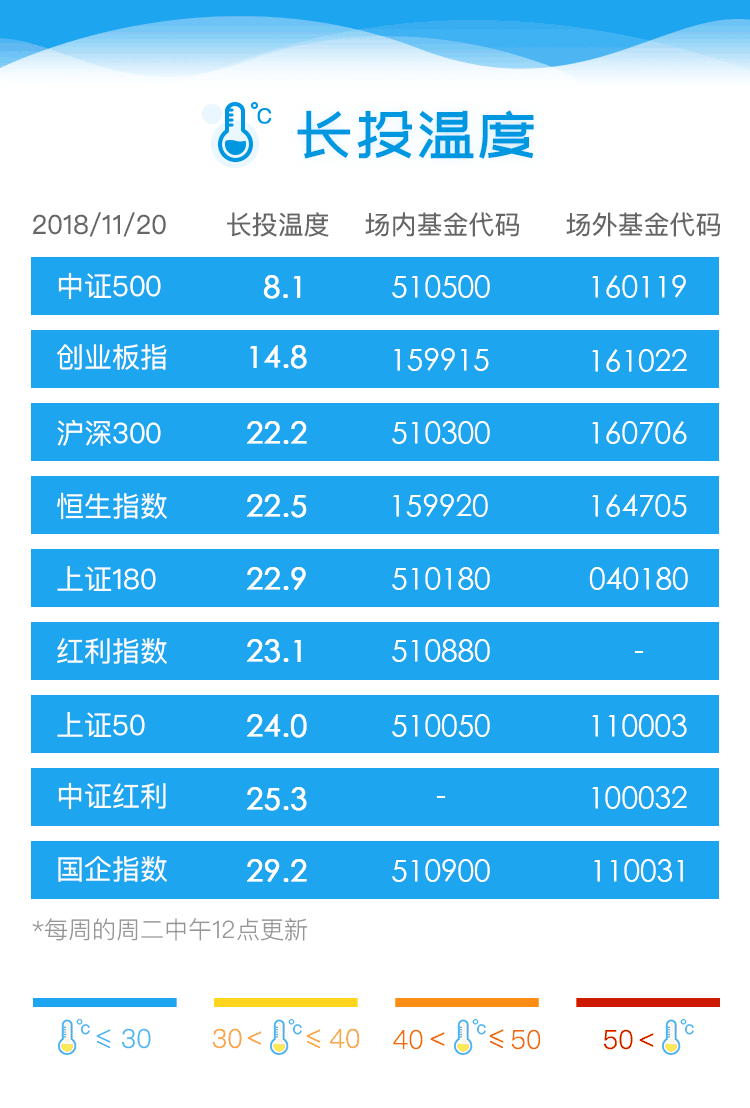 °C 长投温度
2018/11/20 长投温度 场内基金代码 场外基金代码
中证500 8.1 510500 160119
创业板指 14.8 159915 161022
沪深300 22.2 510300 160706
恒生指数 22.5 159920 164705
上证180 22.9 510180 040180
红利指数 23.1 510880 -
上证50 24.0 510050 110003
中证红利 25.3 - 100032
国企指数 29.2 510900 110031
*每周的周二中午12点更新
°C ≤ 30 30 < °C ≤ 40 40 < °C ≤ 50 50 < °C